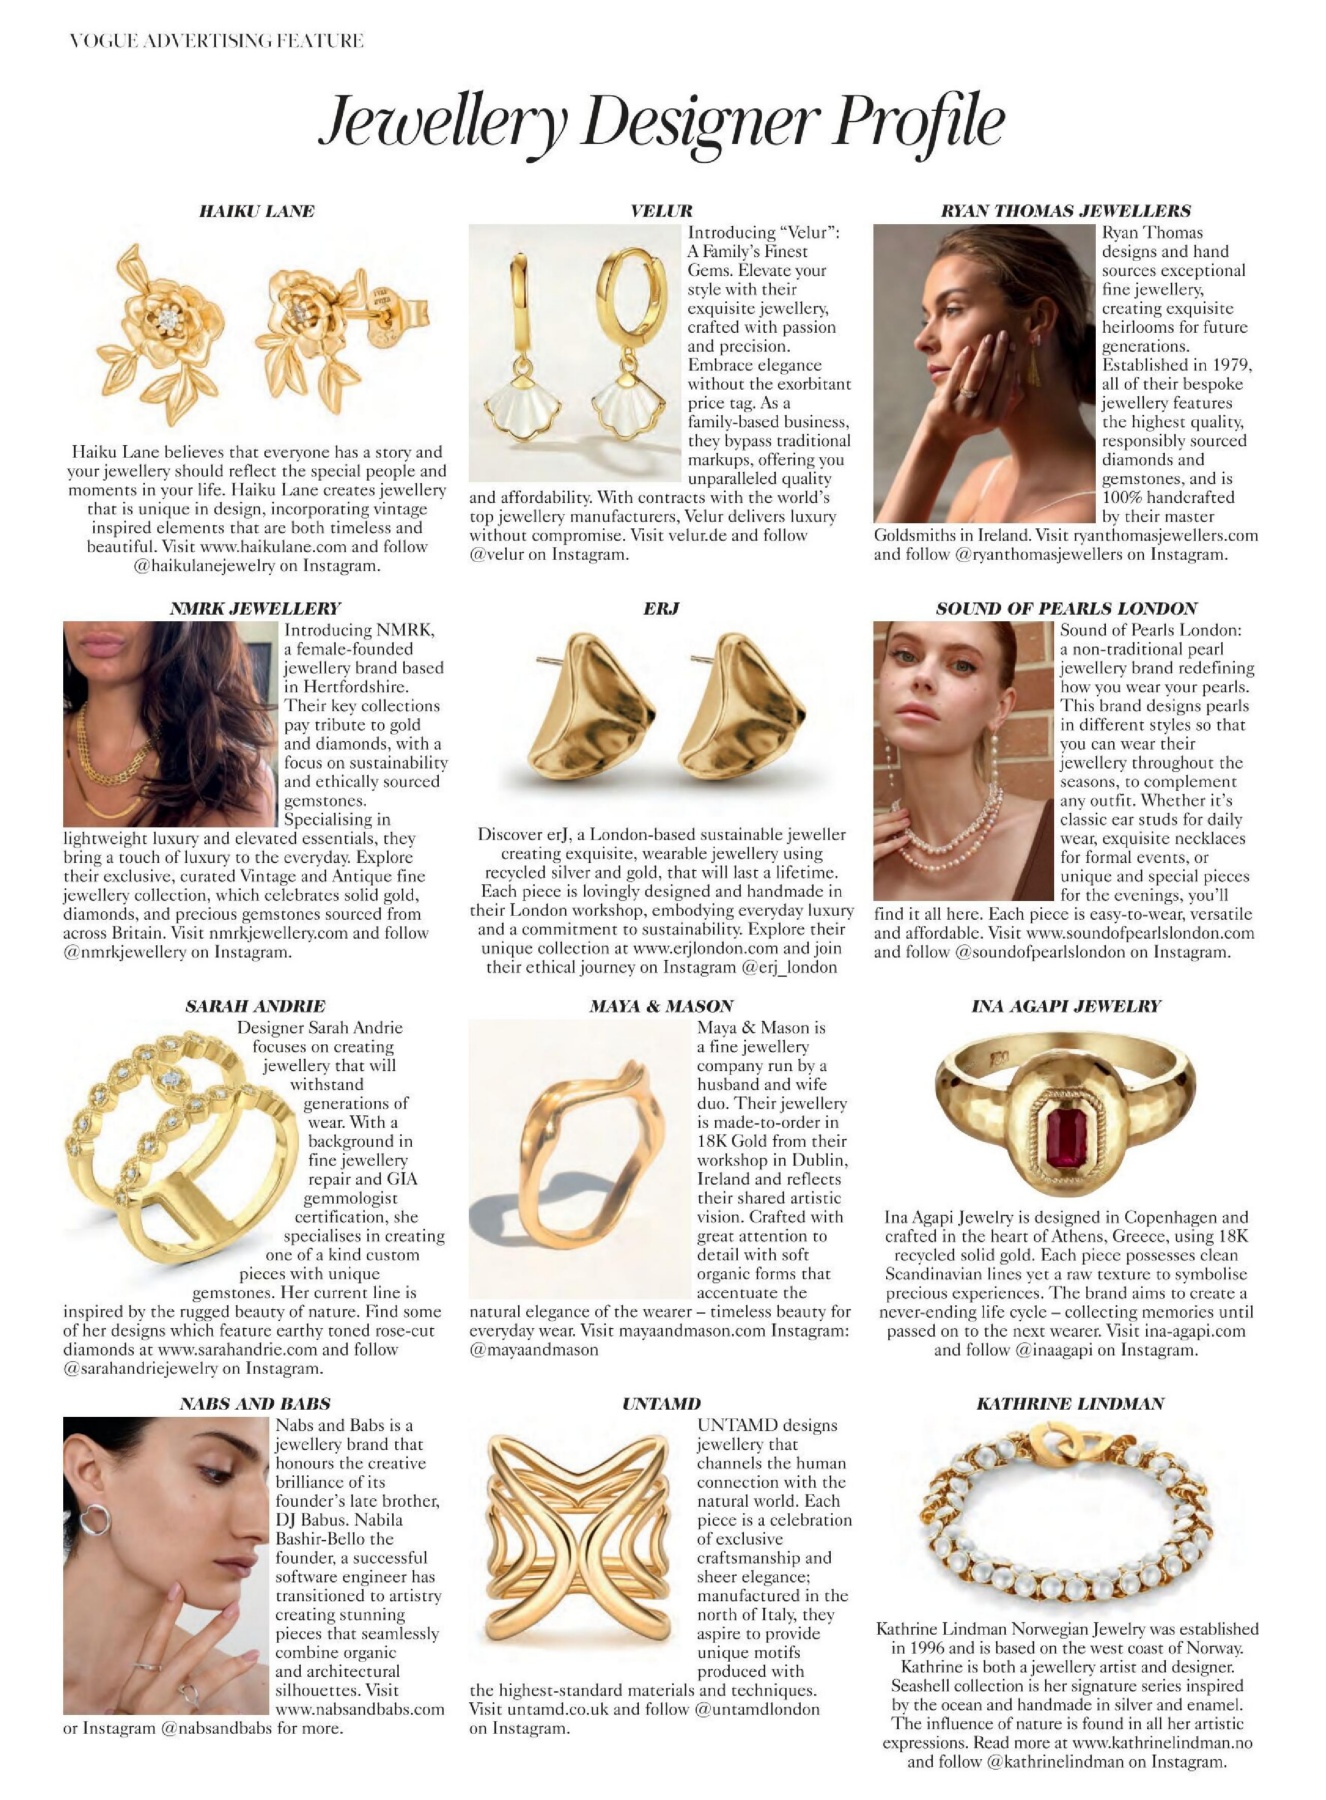 VOGUE ADVERTISING FEATURE
Jewellery Designer Profile
HAIKU LANE
Haiku Lane believes that everyone has a story and
your jewellery should reflect the special people and
moments in your life. Haiku Lane creates jewellery
that is unique in design, incorporating vintage
inspired elements that are both timeless and
beautiful. Visit www.haikulane.com and follow
@haikulanejewelry on Instagram.
VELUR
Introducing “Velur”:
A Family’s Finest
Gems. Elevate your
style with their
exquisite jewellery,
crafted with passion
and precision.
Embrace elegance
without the exorbitant
price tag. As a
family-based business,
they bypass traditional
markups, offering you
unparalleled quality
and affordability. With contracts with the world’s
top jewellery manufacturers, Velur delivers luxury
without compromise. Visit velur.de and follow
@velur on Instagram.
RYAN THOMAS JEWELLERS
Ryan Thomas
designs and hand
sources exceptional
fine jewellery,
creating exquisite
heirlooms for future
generations.
Established in 1979,
all of their bespoke
jewellery features
the highest quality,
responsibly sourced
diamonds and
gemstones, and is
100% handcrafted
by their master
Goldsmiths in Ireland. Visit ryanthomasjewellers.com
and follow @ryanthomasjewellers on Instagram.
NMRK JEWELLERY
Introducing NMRK,
a female-founded
jewellery brand based
in Hertfordshire.
Their key collections
pay tribute to gold
and diamonds, with a
focus on sustainability
and ethically sourced
gemstones.
Specialising in
lightweight luxury and elevated essentials, they
bring a touch of luxury to the everyday. Explore
their exclusive, curated Vintage and Antique fine
jewellery collection, which celebrates solid gold,
diamonds, and precious gemstones sourced from
across Britain. Visit nmrkjewellery.com and follow
@nmrkjewellery on Instagram.
ERJ
Discover erJ, a London-based sustainable jeweller
creating exquisite, wearable jewellery using
recycled silver and gold, that will last a lifetime.
Each piece is lovingly designed and handmade in
their London workshop, embodying everyday luxury
and a commitment to sustainability. Explore their
unique collection at www.erjlondon.com and join
their ethical journey on Instagram @erj_london
SOUND OF PEARLS LONDON
Sound of Pearls London:
a non-traditional pearl
jewellery brand redefining
how you wear your pearls.
This brand designs pearls
in different styles so that
you can wear their
jewellery throughout the
seasons, to complement
any outfit. Whether it’s
classic ear studs for daily
wear, exquisite necklaces
for formal events, or
unique and special pieces
for the evenings, you’ll
find it all here. Each piece is easy-to-wear, versatile
and affordable. Visit www.soundofpearlslondon.com
and follow @soundofpearlslondon on Instagram.
SARAH ANDRIE
Designer Sarah Andrie
focuses on creating
jewellery that will
withstand
generations of
wear. With a
background in
fine jewellery
repair and GIA
gemmologist
certification, she
specialises in creating
one of a kind custom
pieces with unique
gemstones. Her current line is
inspired by the rugged beauty of nature. Find some
of her designs which feature earthy toned rose-cut
diamonds at www.sarahandrie.com and follow
@sarahandriejewelry on Instagram.
MAYA & MASON
Maya & Mason is
a fine jewellery
company run by a
husband and wife
duo. Their jewellery
is made-to-order in
18K Gold from their
workshop in Dublin,
Ireland and reflects
their shared artistic
vision. Crafted with
great attention to
detail with soft
organic forms that
accentuate the
natural elegance of the wearer – timeless beauty for
everyday wear. Visit mayaandmason.com Instagram:
@mayaandmason
INA AGAPI JEWELRY
Ina Agapi Jewelry is designed in Copenhagen and
crafted in the heart of Athens, Greece, using 18K
recycled solid gold. Each piece possesses clean
Scandinavian lines yet a raw texture to symbolise
precious experiences. The brand aims to create a
never-ending life cycle – collecting memories until
passed on to the next wearer. Visit ina-agapi.com
and follow @inaagapi on Instagram.
NABS AND BABS
Nabs and Babs is a
jewellery brand that
honours the creative
brilliance of its
founder’s late brother,
DJ Babus. Nabila
Bashir-Bello the
founder, a successful
software engineer has
transitioned to artistry
creating stunning
pieces that seamlessly
combine organic
and architectural
silhouettes. Visit
www.nabsandbabs.com
or Instagram @nabsandbabs for more.
UNTAMD
UNTAMD designs
jewellery that
channels the human
connection with the
natural world. Each
piece is a celebration
of exclusive
craftsmanship and
sheer elegance;
manufactured in the
north of Italy, they
aspire to provide
unique motifs
produced with
the highest-standard materials and techniques.
Visit untamd.co.uk and follow @untamdlondon
on Instagram.
KATHRINE LINDMAN
Kathrine Lindman Norwegian Jewelry was established
in 1996 and is based on the west coast of Norway.
Kathrine is both a jewellery artist and designer.
Seashell collection is her signature series inspired
by the ocean and handmade in silver and enamel.
The influence of nature is found in all her artistic
expressions. Read more at www.kathrinelindman.no
and follow @kathrinelindman on Instagram.